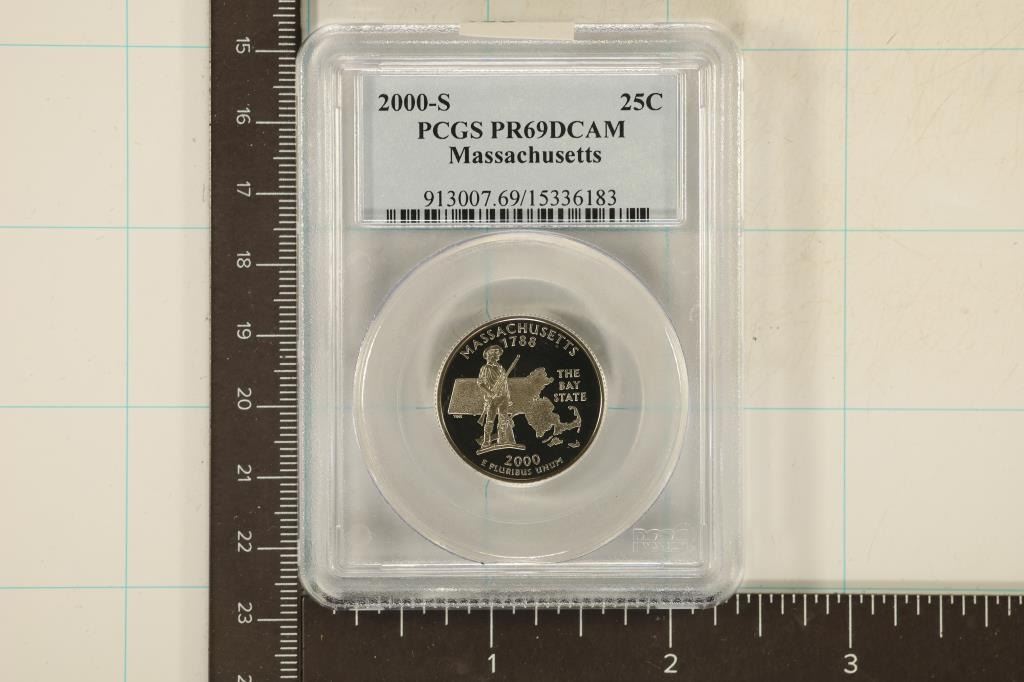 2000-S 25C
PCGS PR69DCAM
Massachusetts
913007.69/15336183
MASSACHUSETTS
1788
THE
BAY
STATE
2000
E PLURIBUS UNUM
PCGS
15
16
17
18
19
20
21
22
23
1 2 3